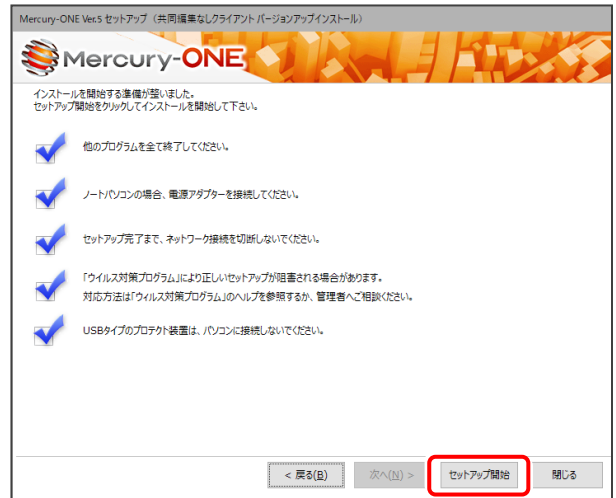 Mercury-ONE Ver.5 セットアップ（共同編集なしクライアント バージョンアップインストール）
Mercury-ONE
インストールを開始する準備が整いました。
セットアップ開始をクリックしてインストールを開始して下さい。
他のプログラムを全て終了してください。
ノートパソコンの場合、電源アダプターを接続してください。
セットアップ完了まで、ネットワーク接続を切断しないでください。
「ウイルス対策プログラム」により正しいセットアップが阻害される場合があります。
対応方法は「ウィルス対策プログラム」のヘルプを参照するか、管理者へご相談ください。
USBタイプのプロテクト装置は、パソコンに接続しないでください。
< 戻る(B) 次へ(N) > セットアップ開始 閉じる